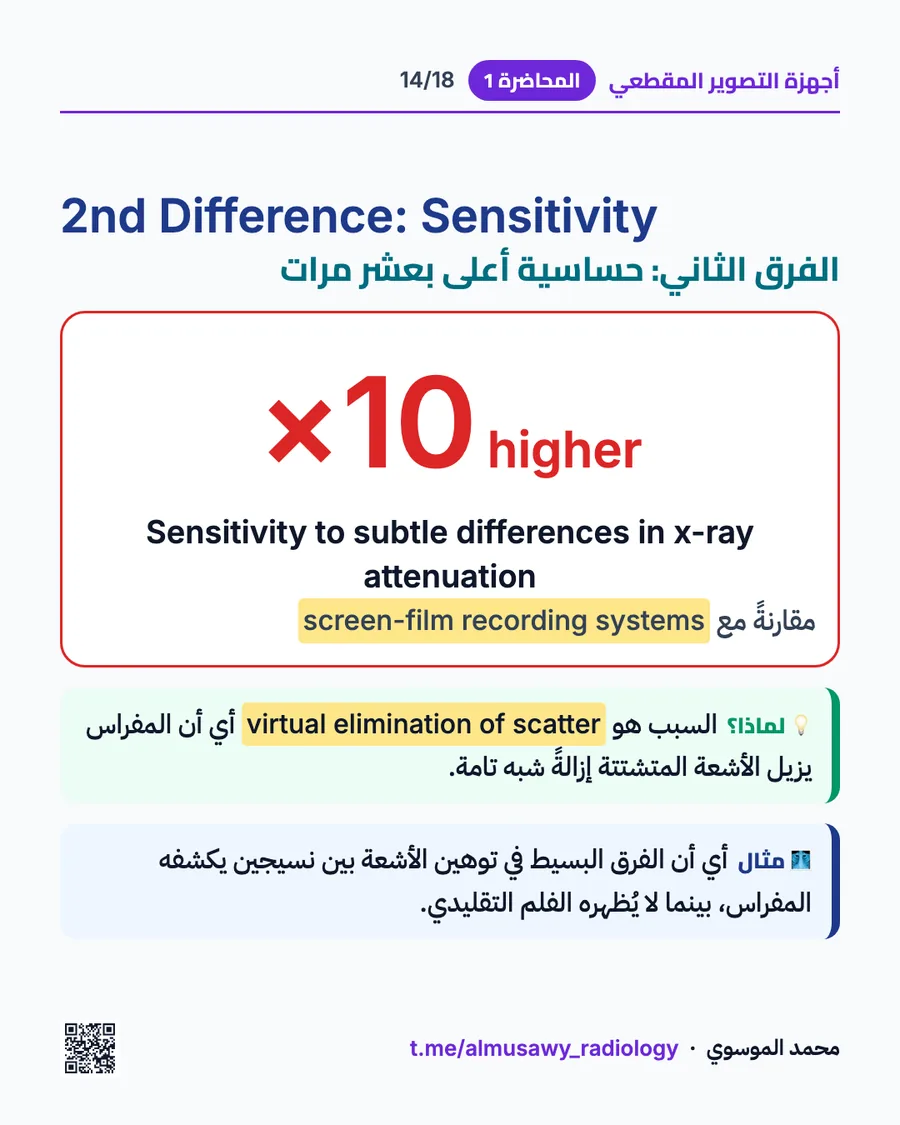 أجهزة التصوير المقطعي المحاضرة 1 14/18
2nd Difference: Sensitivity
الفرق الثاني: حساسية أعلى بعشر مرات
×10 higher
Sensitivity to subtle differences in x-ray
attenuation
مقارنةً مع screen-film recording systems
💡 لماذا؟ السبب هو virtual elimination of scatter أي أن المفراس
يزيل الأشعة المتشتتة إزالةً شبه تامة.
🩻 مثال أي أن الفرق البسيط في توهين الأشعة بين نسيجين يكشفه
المفراس، بينما لا يُظهره الفلم التقليدي.
محمد الموسوي · t.me/almusawy_radiology